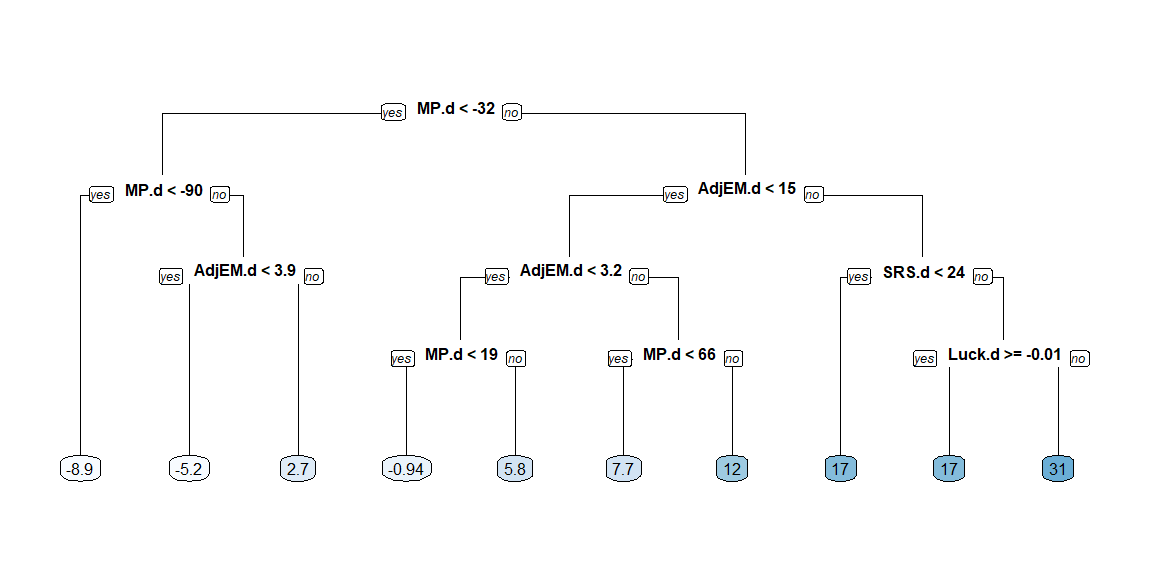 yes MP.d < -32 no
yes MP.d < -90 no
yes AdjEM.d < 15 no
yes AdjEM.d < 3.9 no
yes AdjEM.d < 3.2 no
yes SRS.d < 24 no
yes MP.d < 19 no
yes MP.d < 66 no
yes Luck.d >= -0.01 no
-8.9 -5.2 2.7 -0.94 5.8 7.7 12 17 17 31